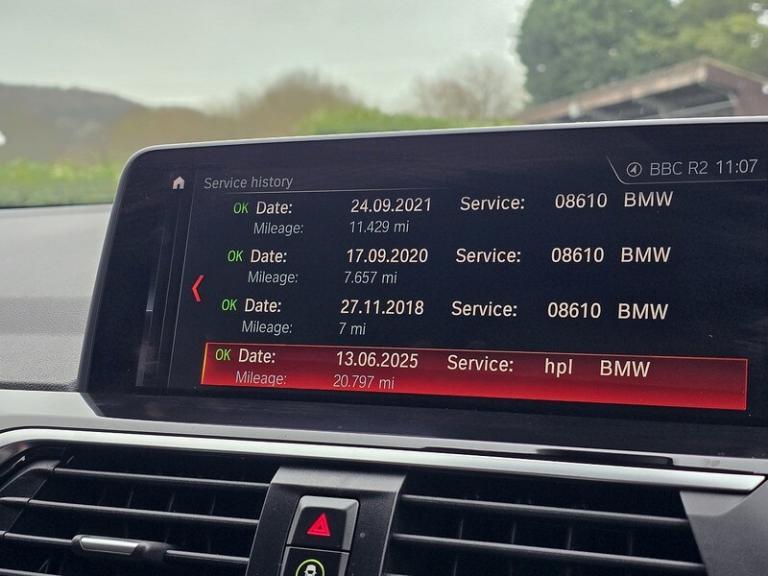 Service history
BBC R2 11:07
OK Date: 24.09.2021 Service: 08610 BMW
Mileage: 11.429 mi
OK Date: 17.09.2020 Service: 08610 BMW
Mileage: 7.657 mi
OK Date: 27.11.2018 Service: 08610 BMW
Mileage: 7 mi
OK Date: 13.06.2025 Service: hpl BMW
Mileage: 20.797 mi